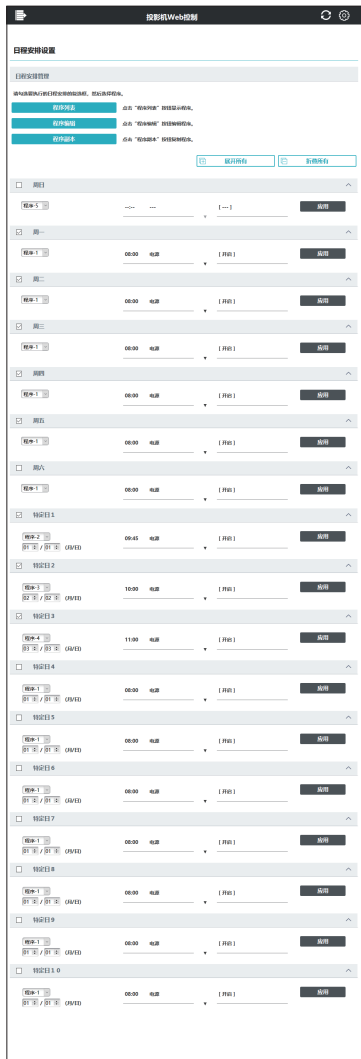 投影机Web控制
日程安排设置
日程安排管理
请勾选要执行的日程安排的复选框，然后选择程序。
程序列表 点击“程序列表”按钮显示程序。
程序编辑 点击“程序编辑”按钮编辑程序。
程序副本 点击“程序副本”按钮复制程序。
展开所有 折叠所有
周日
程序-5 --:-- --- [ --- ] 应用
周一
程序-1 08:00 电源 [ 开启 ] 应用
周二
程序-1 08:00 电源 [ 开启 ] 应用
周三
程序-1 08:00 电源 [ 开启 ] 应用
周四
程序-1 08:00 电源 [ 开启 ] 应用
周五
程序-1 08:00 电源 [ 开启 ] 应用
周六
程序-1 08:00 电源 [ 开启 ] 应用
特定日1
程序-2 09:45 电源 [ 开启 ] 应用
01 / 01 (月/日)
特定日2
程序-3 10:00 电源 [ 开启 ] 应用
02 / 02 (月/日)
特定日3
程序-4 11:00 电源 [ 开启 ] 应用
03 / 03 (月/日)
特定日4
程序-1 08:00 电源 [ 开启 ] 应用
01 / 01 (月/日)
特定日5
程序-1 08:00 电源 [ 开启 ] 应用
01 / 01 (月/日)
特定日6
程序-1 08:00 电源 [ 开启 ] 应用
01 / 01 (月/日)
特定日7
程序-1 08:00 电源 [ 开启 ] 应用
01 / 01 (月/日)
特定日8
程序-1 08:00 电源 [ 开启 ] 应用
01 / 01 (月/日)
特定日9
程序-1 08:00 电源 [ 开启 ] 应用
01 / 01 (月/日)
特定日10
程序-1 08:00 电源 [ 开启 ] 应用
01 / 01 (月/日)